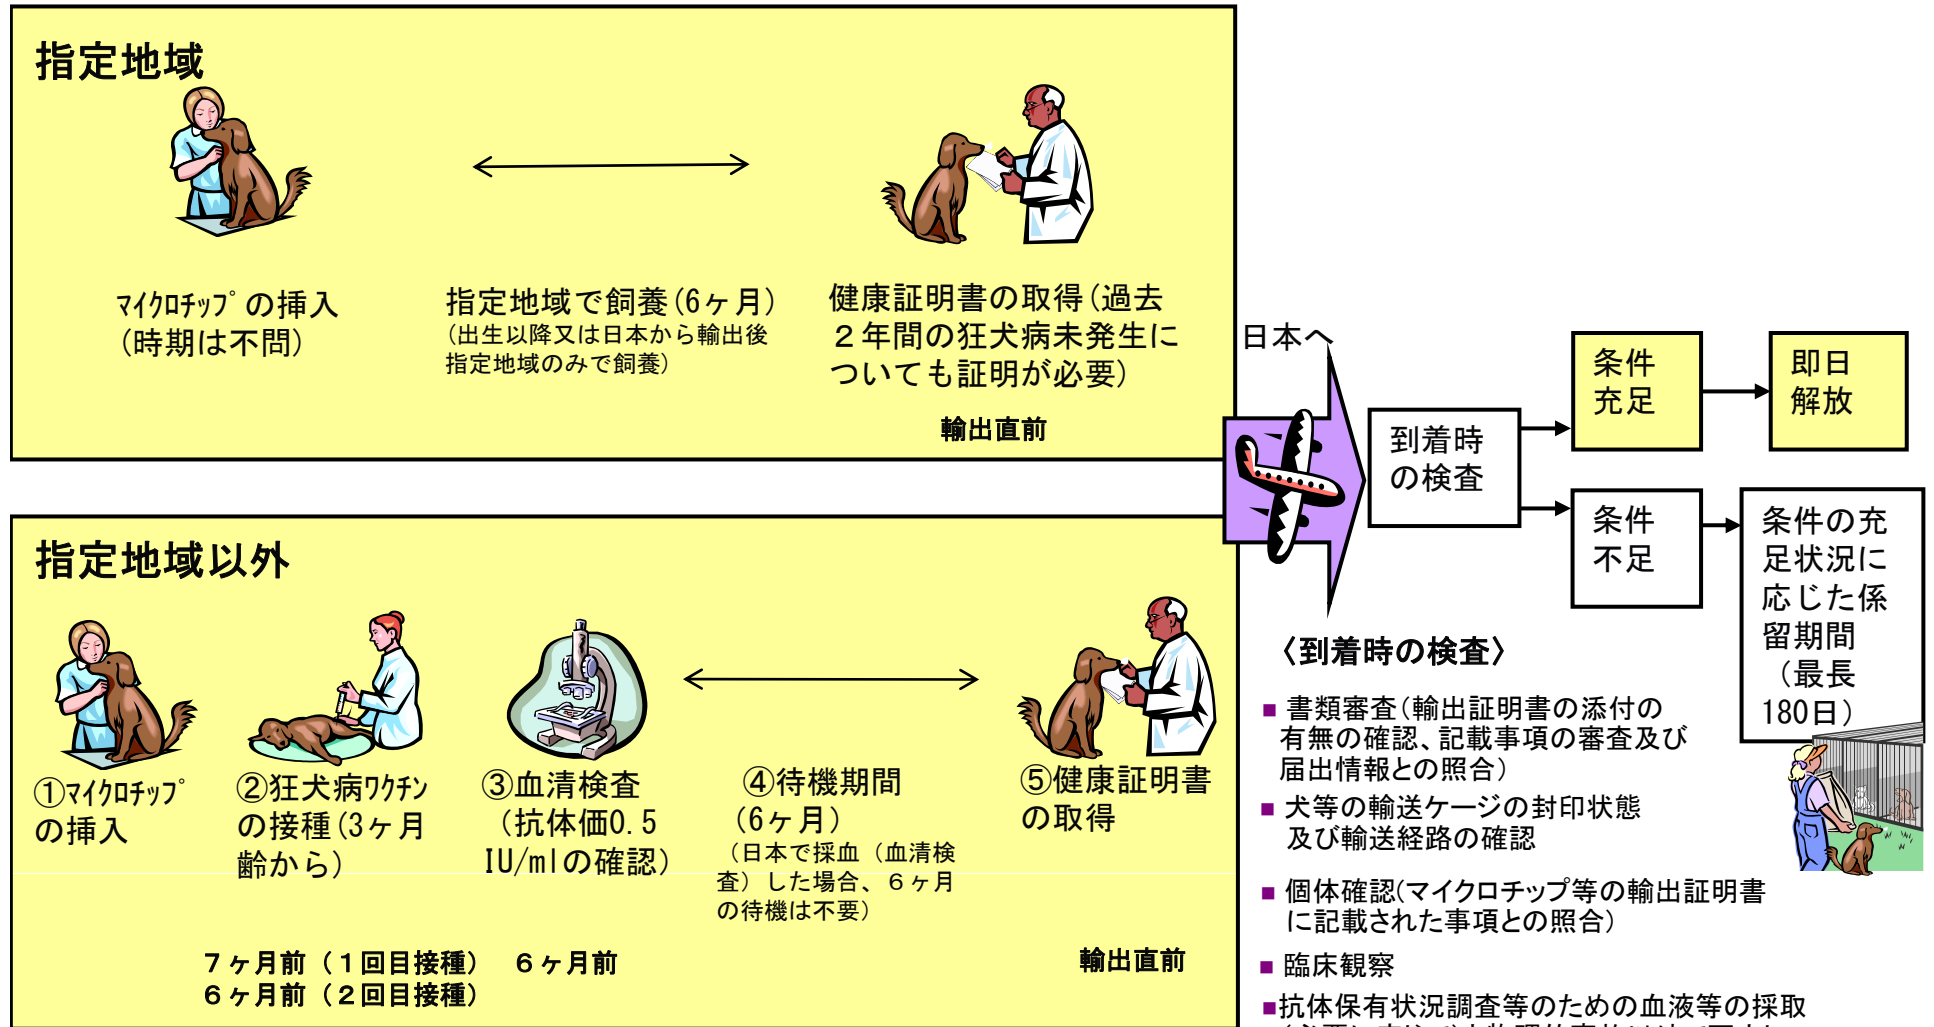 指定地域
ﾏｲｸﾛﾁｯﾌﾟの挿入
(時期は不問)
指定地域で飼養(6ヶ月)
(出生以降又は日本から輸出後
指定地域のみで飼養)
健康証明書の取得(過去
２年間の狂犬病未発生に
ついても証明が必要)
輸出直前
指定地域以外
①ﾏｲｸﾛﾁｯﾌﾟ
の挿入
②狂犬病ﾜｸﾁﾝ
の接種(3ヶ月
齢から)
③血清検査
（抗体価0.5
IU/mlの確認）
④待機期間
(6ヶ月)
（日本で採血（血清検
査）した場合、６ヶ月
の待機は不要）
⑤健康証明書
の取得
７ヶ月前（１回目接種）　６ヶ月前
６ヶ月前（２回目接種）
輸出直前
日本へ
到着時
の検査
条件
充足
即日
解放
条件
不足
条件の充
足状況に
応じた係
留期間
（最長
180日）
〈到着時の検査〉
■ 書類審査(輸出証明書の添付の
有無の確認、記載事項の審査及び
届出情報との照合)
■ 犬等の輸送ケージの封印状態
及び輸送経路の確認
■ 個体確認(マイクロチップ等の輸出証明書
に記載された事項との照合)
■ 臨床観察
■抗体保有状況調査等のための血液等の採取